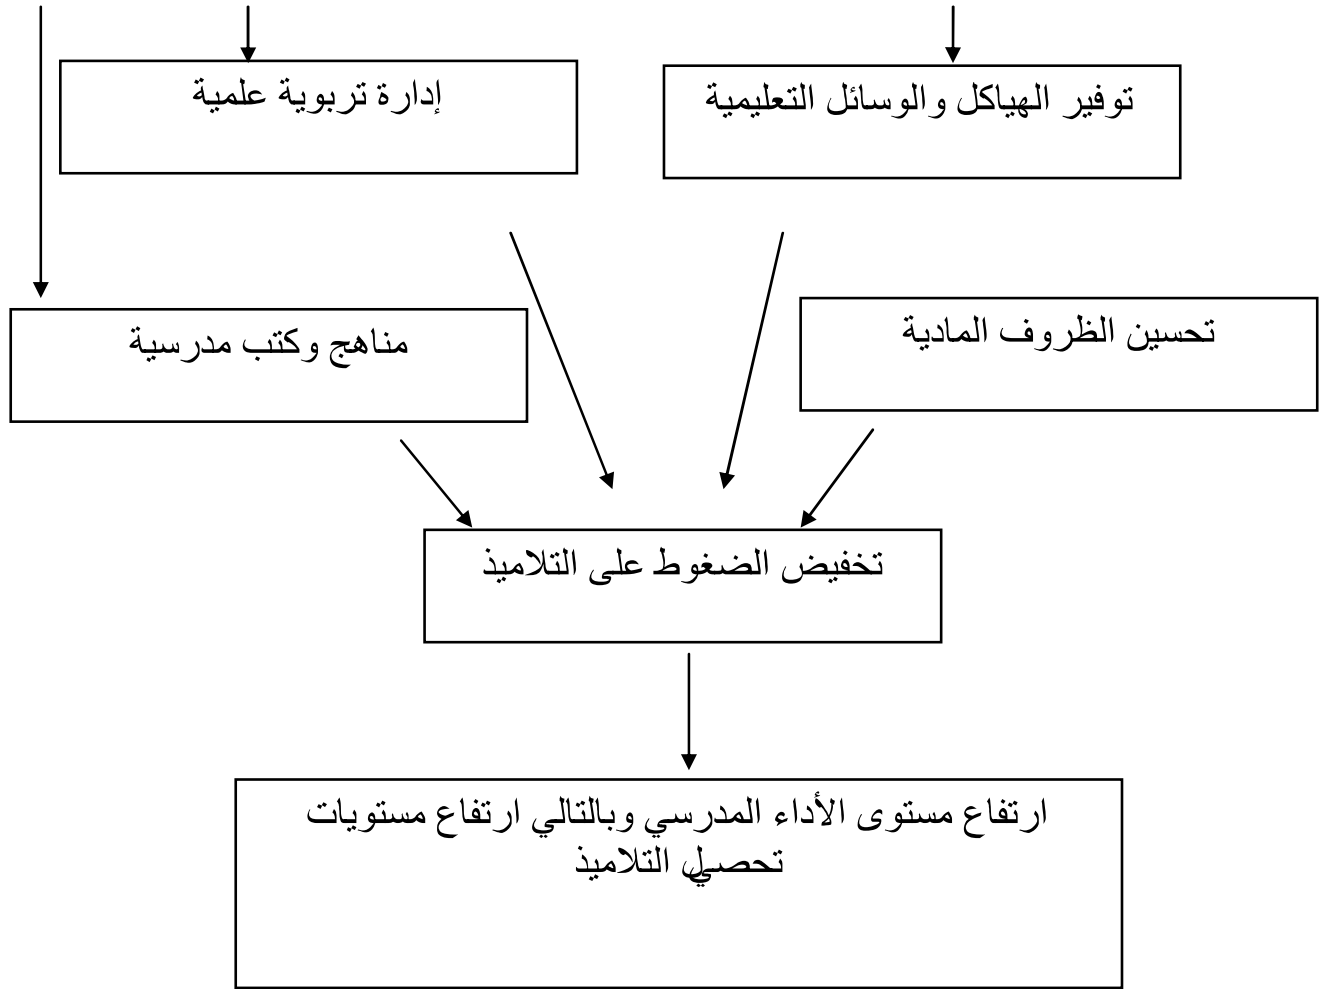 توفير الهياكل والوسائل التعليمية
إدارة تربوية علمية
تحسين الظروف المادية
مناهج وكتب مدرسية
تخفيض الضغوط على التلاميذ
ارتفاع مستوى الأداء المدرسي وبالتالي ارتفاع مستويات
تحصيل التلاميذ